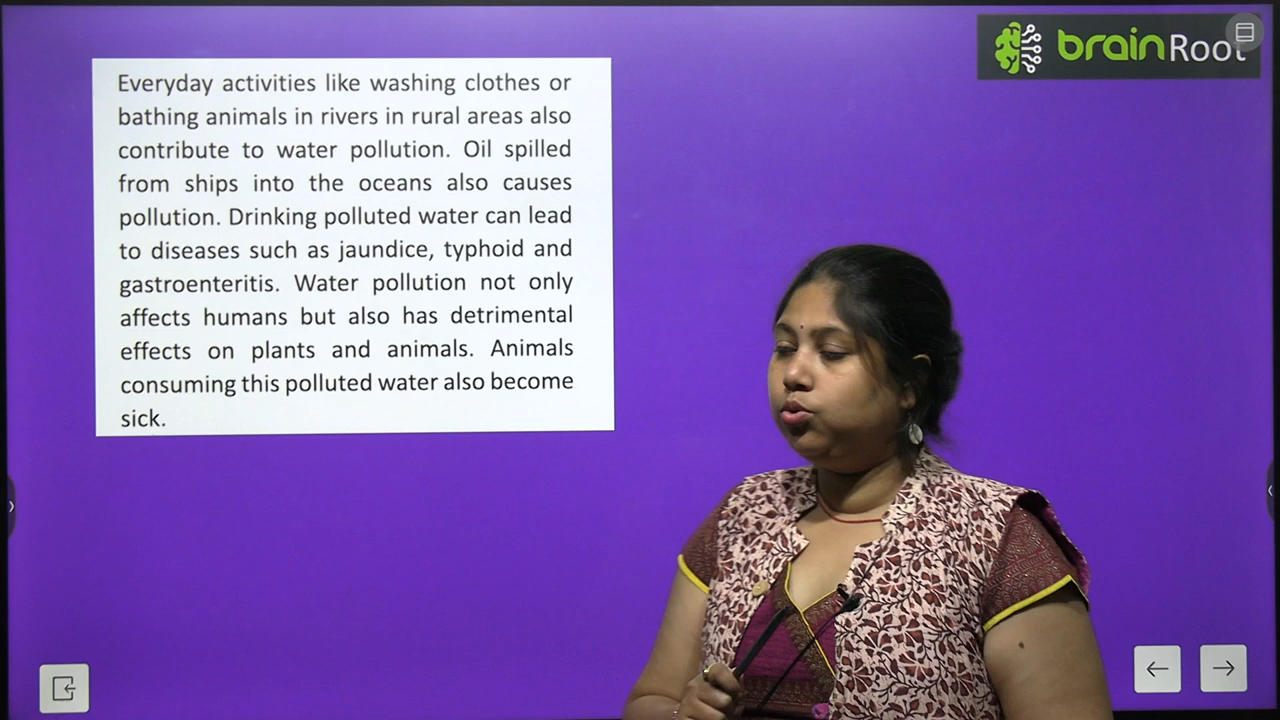 brainRoot
Everyday activities like washing clothes or
bathing animals in rivers in rural areas also
contribute to water pollution. Oil spilled
from ships into the oceans also causes
pollution. Drinking polluted water can lead
to diseases such as jaundice, typhoid and
gastroenteritis. Water pollution not only
affects humans but also has detrimental
effects on plants and animals. Animals
consuming this polluted water also become
sick.